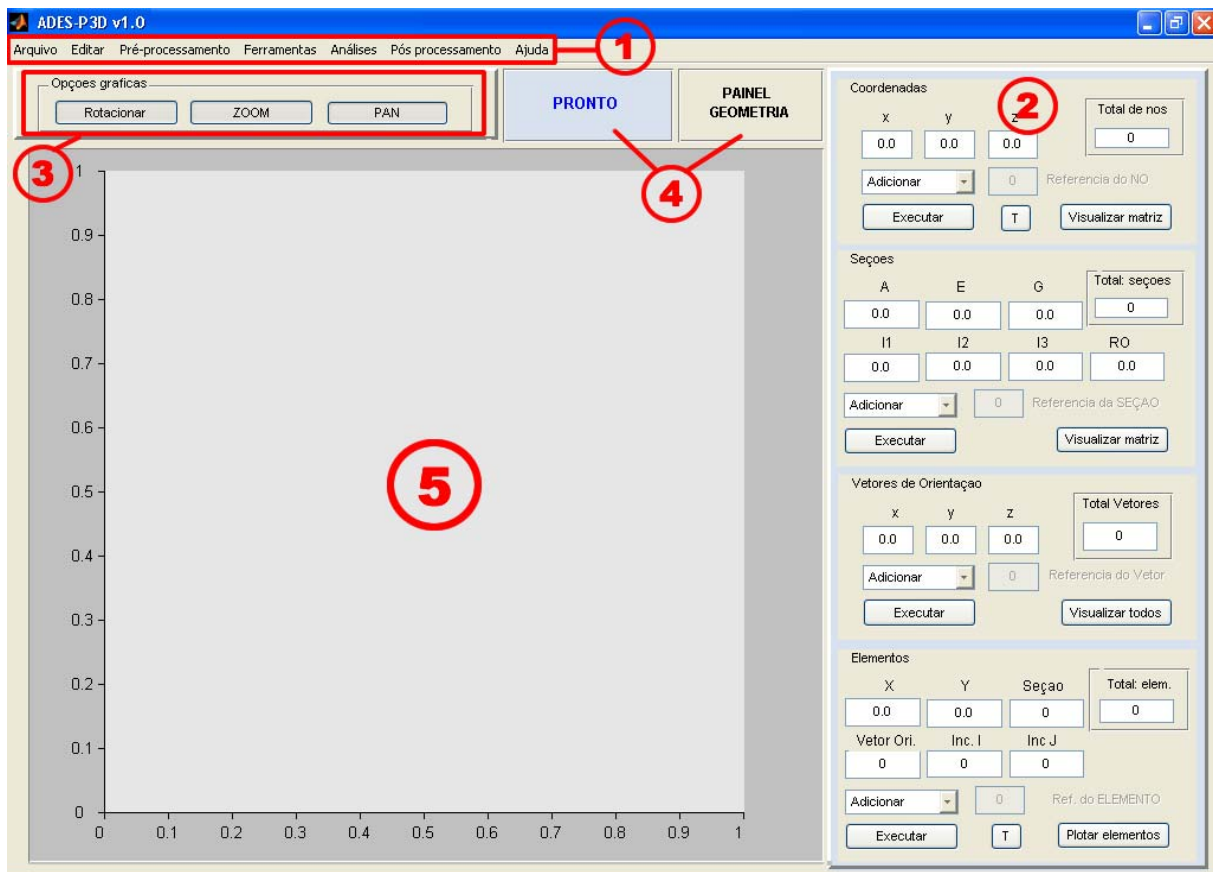 ADES-P3D v1.0
Arquivo Editar Pré-processamento Ferramentas Análises Pós processamento Ajuda
1
Opçoes graficas
Rotacionar ZOOM PAN
3
PRONTO
PAINEL
GEOMETRIA
4
1
0.9
0.8
0.7
0.6
0.5
0.4
0.3
0.2
0.1
0
0 0.1 0.2 0.3 0.4 0.5 0.6 0.7 0.8 0.9 1
5
Coordenadas
2
Total de nos
x y z
0.0 0.0 0.0 0
Adicionar 0 Referencia do NO
Executar T Visualizar matriz
Seçoes
A E G Total: seçoes
0.0 0.0 0.0 0
I1 I2 I3 RO
0.0 0.0 0.0 0.0
Adicionar 0 Referencia da SEÇAO
Executar Visualizar matriz
Vetores de Orientaçao
x y z Total Vetores
0.0 0.0 0.0 0
Adicionar 0 Referencia do Vetor
Executar Visualizar todos
Elementos
X Y Seçao Total: elem.
0.0 0.0 0 0
Vetor Ori. Inc. I Inc J
0 0 0
Adicionar 0 Ref. do ELEMENTO
Executar T Plotar elementos